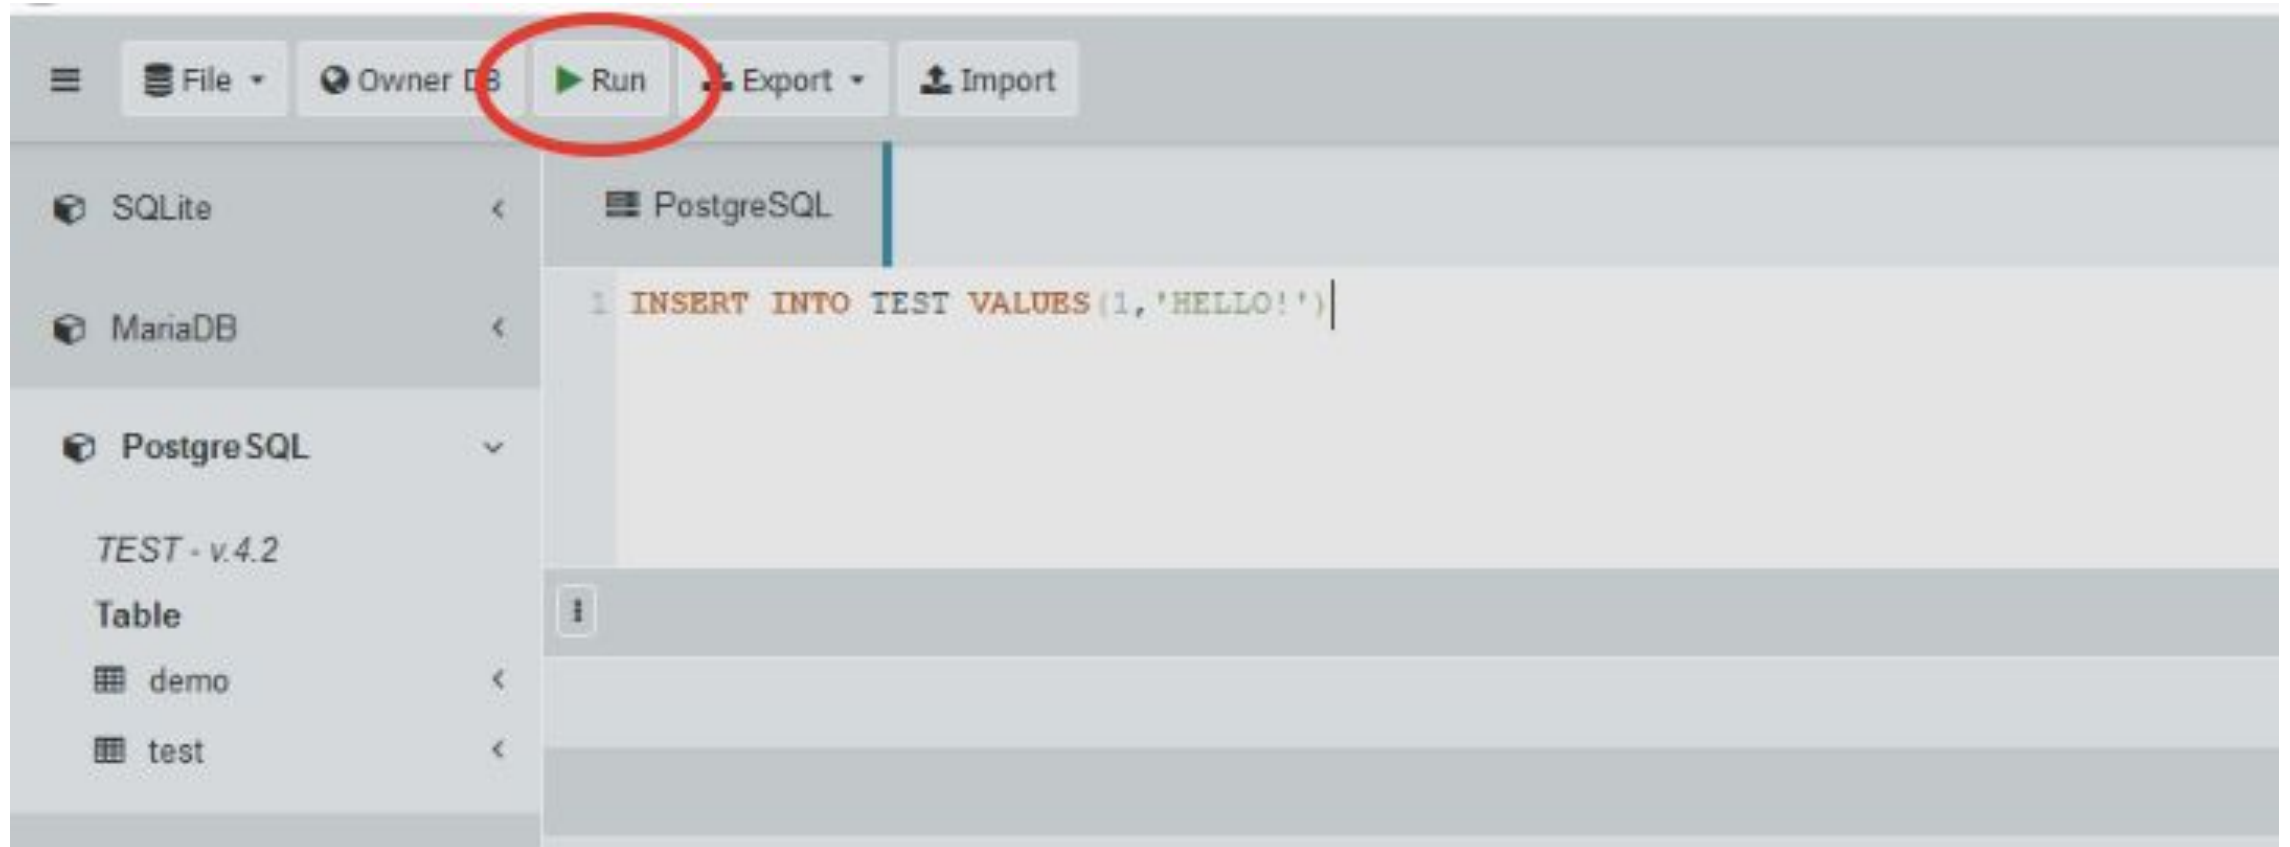 File Owner DB Run Export Import
SQLite
PostgreSQL
1 INSERT INTO TEST VALUES(1,'HELLO!')
MariaDB
PostgreSQL
TEST - v.4.2
Table
demo
test